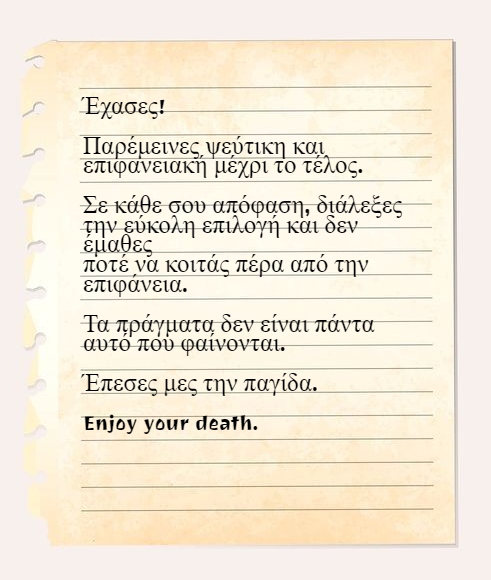 Έχασες!
Παρέμεινες ψεύτικη και
επιφανειακή μέχρι το τέλος.
Σε κάθε σου απόφαση, διάλεξες
την εύκολη επιλογή και δεν
έμαθες
ποτέ να κοιτάς πέρα από την
επιφάνεια.
Τα πράγματα δεν είναι πάντα
αυτό που φαίνονται.
Έπεσες μες την παγίδα.
Enjoy your death.